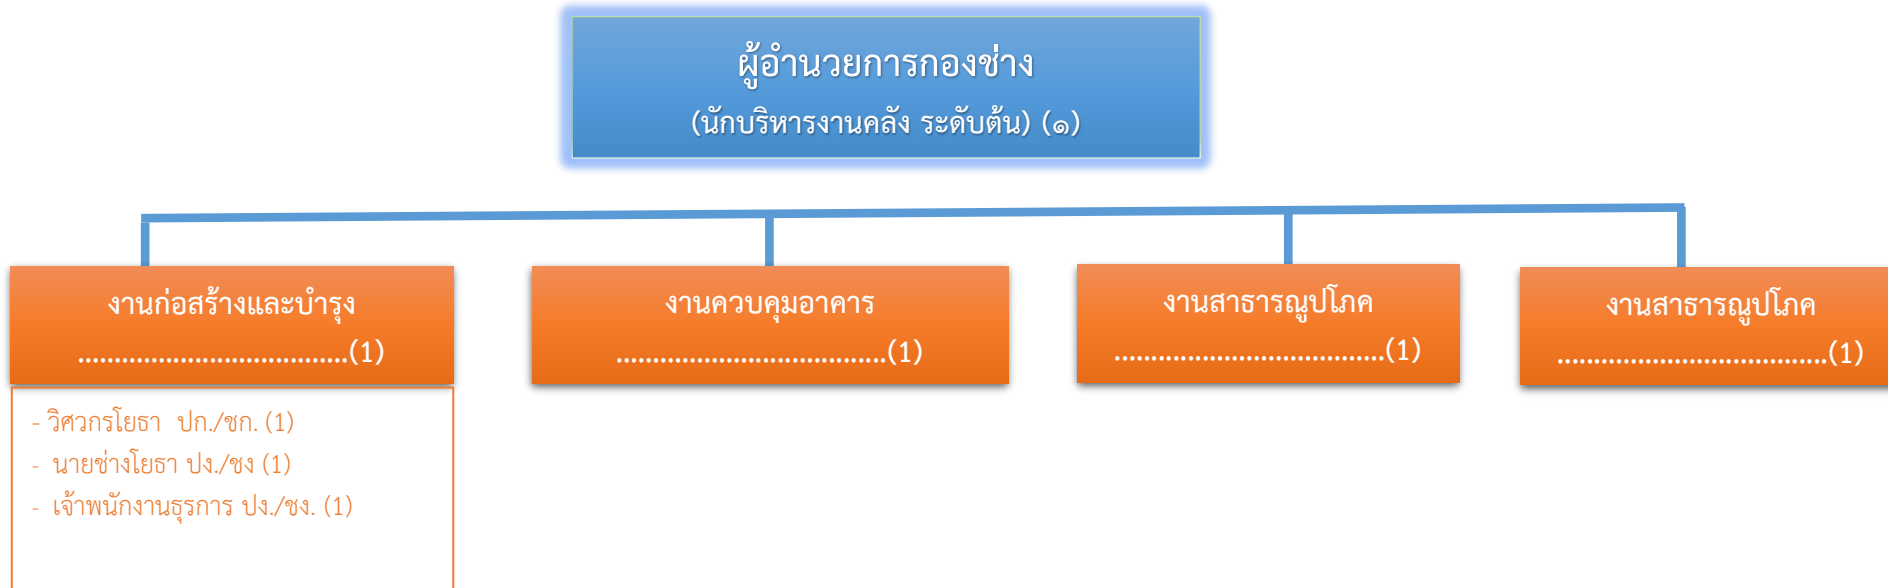 ผู้อำนวยการกองช่าง
(นักบริหารงานคลัง ระดับต้น) (๑)
งานก่อสร้างและบำรุง
.....................................(1)
งานควบคุมอาคาร
.....................................(1)
งานสาธารณูปโภค
.....................................(1)
งานสาธารณูปโภค
.....................................(1)
- วิศวกรโยธา ปก./ชก. (1)
- นายช่างโยธา ปง./ชง (1)
- เจ้าพนักงานธุรการ ปง./ชง. (1)